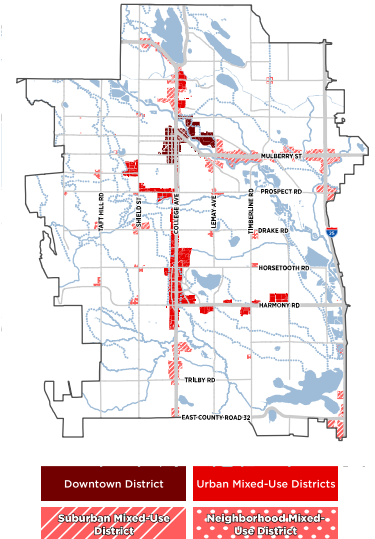 MULBERRY ST
PROSPECT RD
TAFT HILL RD
SHIELD ST
COLLEGE AVE
LEMAY AVE
TIMBERLINE RD
DRAKE RD
HORSETOOTH RD
HARMONY RD
TRILBY RD
EAST COUNTY ROAD 32
Downtown District
Urban Mixed-Use Districts
Suburban Mixed-Use
District
Neighborhood Mixed-
Use District